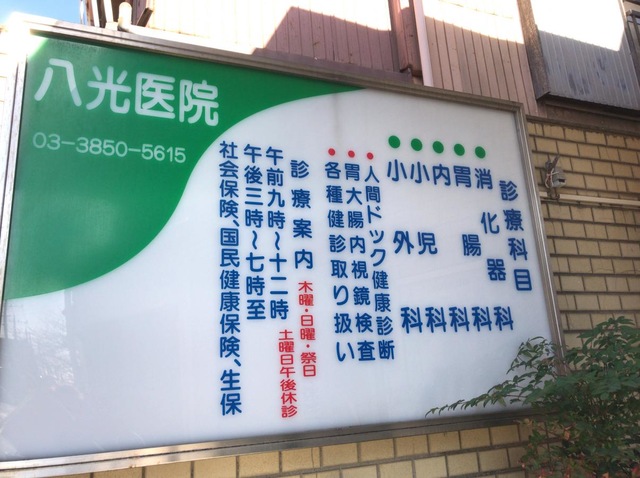 八光医院
03-3850-5615
診療科目
消化器科
胃腸科
内科
小児科
小外科
人間ドック健康診断
胃大腸内視鏡検査
各種健診取り扱い
診療案内
木曜・日曜・祭日
土曜日午後休診
午前九時〜十二時
午後三時〜七時至
社会保険、国民健康保険、生保